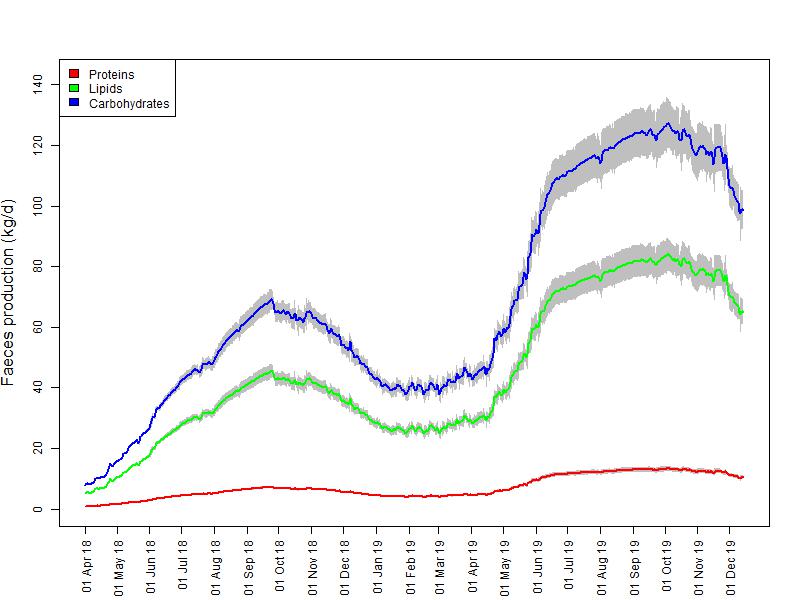 Proteins
Lipids
Carbohydrates
Faeces production (kg/d)
140
120
100
80
60
40
20
0
01 Apr 18
01 May 18
01 Jun 18
01 Jul 18
01 Aug 18
01 Sep 18
01 Oct 18
01 Nov 18
01 Dec 18
01 Jan 19
01 Feb 19
01 Mar 19
01 Apr 19
01 May 19
01 Jun 19
01 Jul 19
01 Aug 19
01 Sep 19
01 Oct 19
01 Nov 19
01 Dec 19